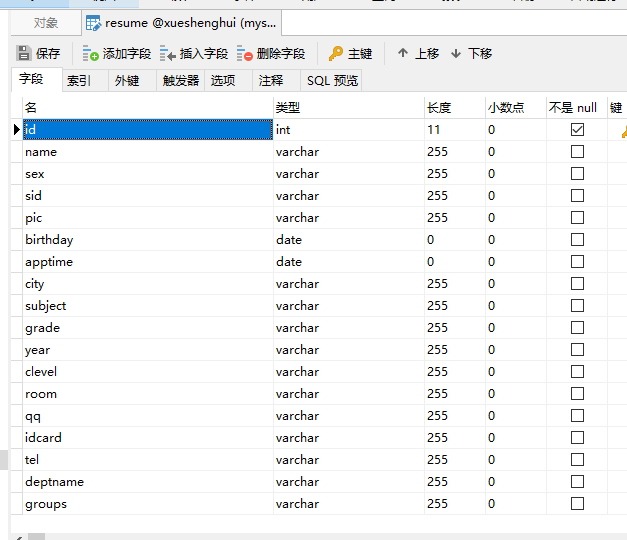 对象 resume @xueshenghui (mys...
保存 添加字段 插入字段 删除字段 主键 上移 下移
字段 索引 外键 触发器 选项 注释 SQL 预览
名 类型 长度 小数点 不是 null 键
id int 11 0
name varchar 255 0
sex varchar 255 0
sid varchar 255 0
pic varchar 255 0
birthday date 0 0
apptime date 0 0
city varchar 255 0
subject varchar 255 0
grade varchar 255 0
year varchar 255 0
clevel varchar 255 0
room varchar 255 0
qq varchar 255 0
idcard varchar 255 0
tel varchar 255 0
deptname varchar 255 0
groups varchar 255 0